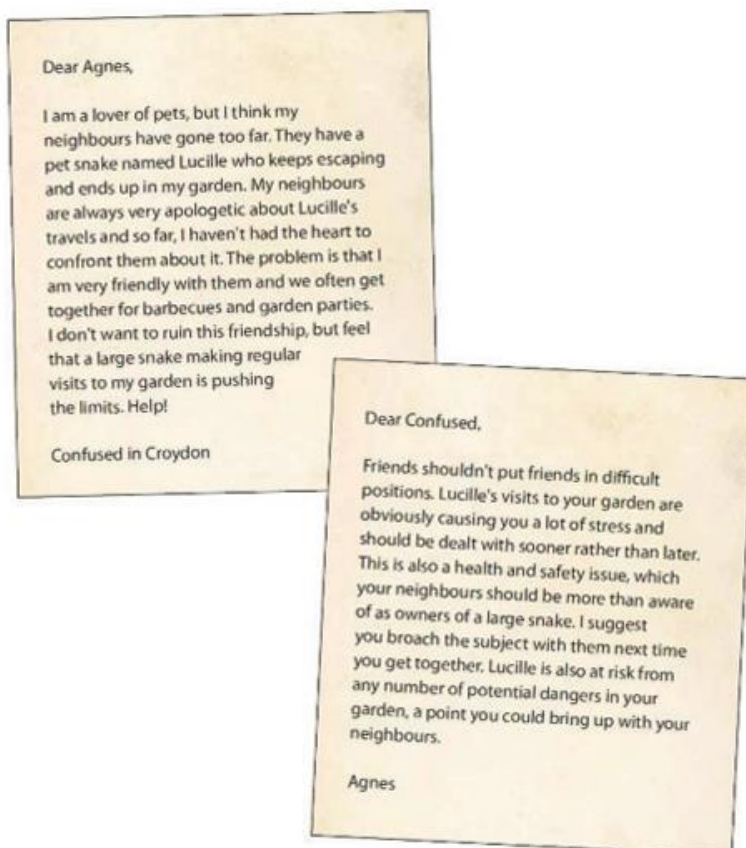 Dear Agnes,
I am a lover of pets, but I think my
neighbours have gone too far. They have a
pet snake named Lucille who keeps escaping
and ends up in my garden. My neighbours
are always very apologetic about Lucille's
travels and so far, I haven't had the heart to
confront them about it. The problem is that I
am very friendly with them and we often get
together for barbecues and garden parties.
I don't want to ruin this friendship, but feel
that a large snake making regular
visits to my garden is pushing
the limits. Help!
Confused in Croydon
Dear Confused,
Friends shouldn't put friends in difficult
positions. Lucille's visits to your garden are
obviously causing you a lot of stress and
should be dealt with sooner rather than later.
This is also a health and safety issue, which
your neighbours should be more than aware
of as owners of a large snake. I suggest
you broach the subject with them next time
you get together. Lucille is also at risk from
any number of potential dangers in your
garden, a point you could bring up with your
neighbours.
Agnes